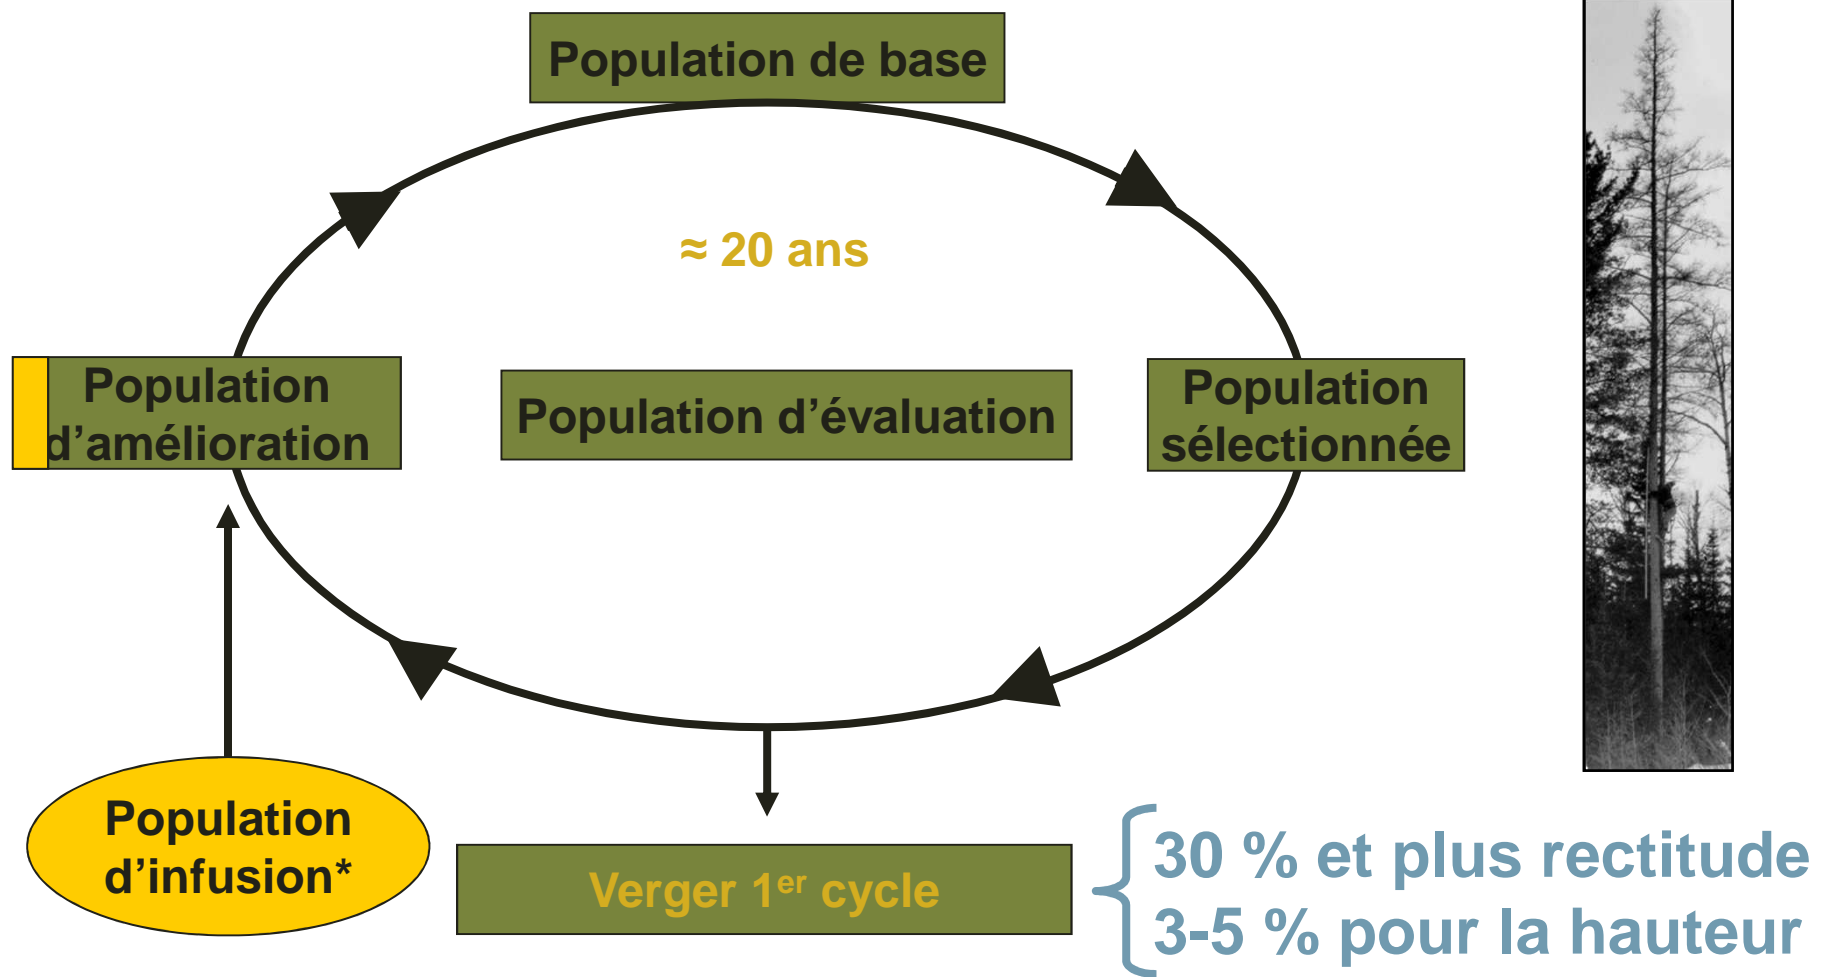 Population de base
≈ 20 ans
Population
d’amélioration
Population d’évaluation
Population
sélectionnée
Population
d’infusion*
Verger 1er cycle
30 % et plus rectitude
3-5 % pour la hauteur